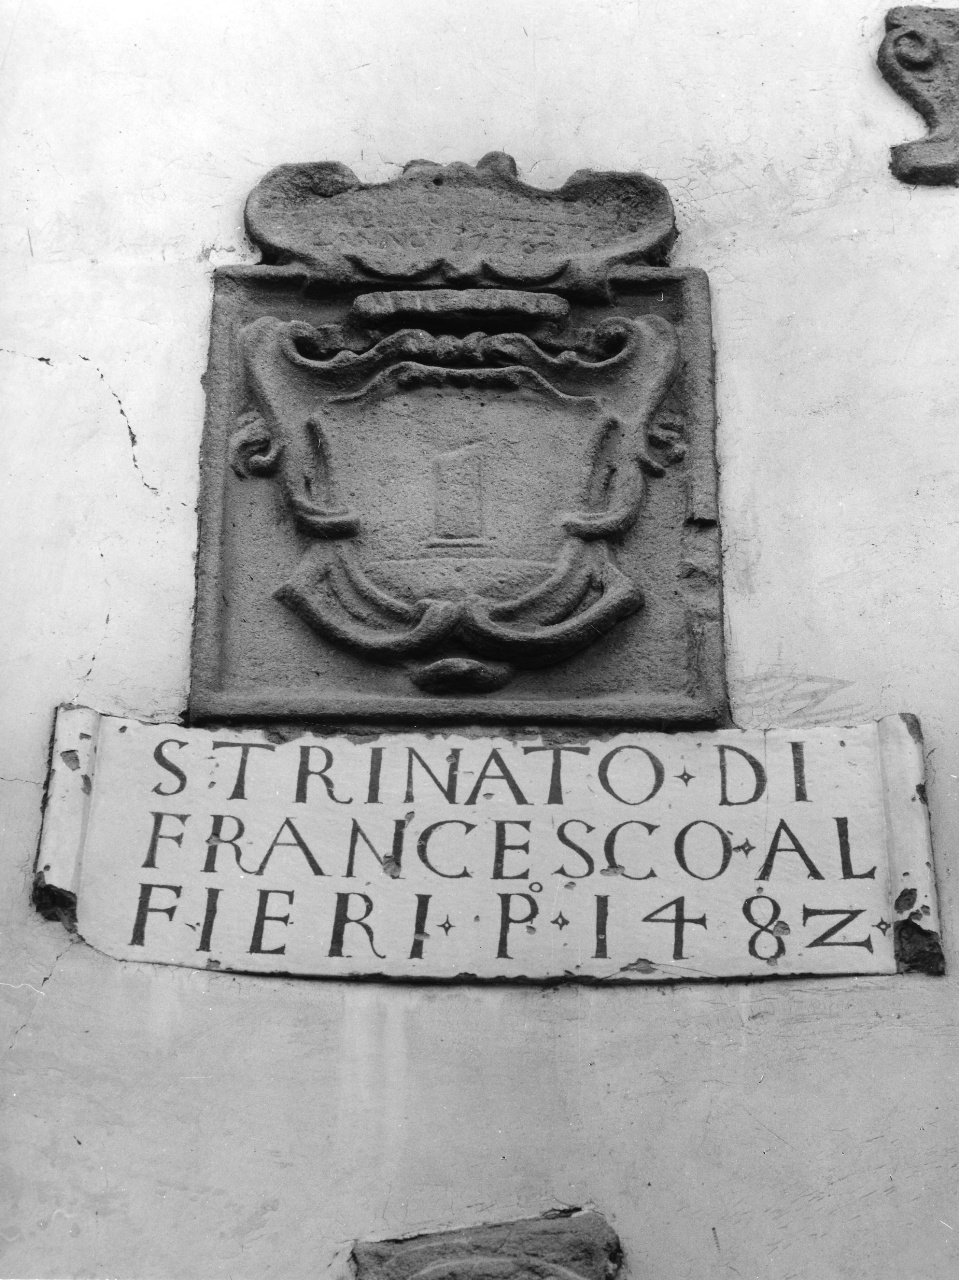 STRINATO · DI
FRANCESCO · AL
FIERI · P° · 1482 ·